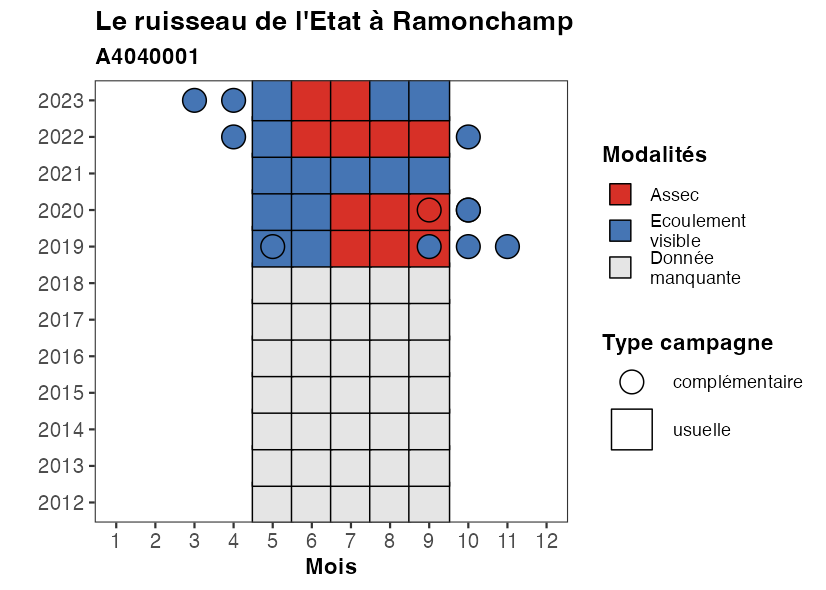 Le ruisseau de l'Etat à Ramonchamp
A4040001
2023
2022
2021
2020
2019
2018
2017
2016
2015
2014
2013
2012
1 2 3 4 5 6 7 8 9 10 11 12
Mois
Modalités
Assec
Ecoulement
visible
Donnée
manquante
Type campagne
complémentaire
usuelle